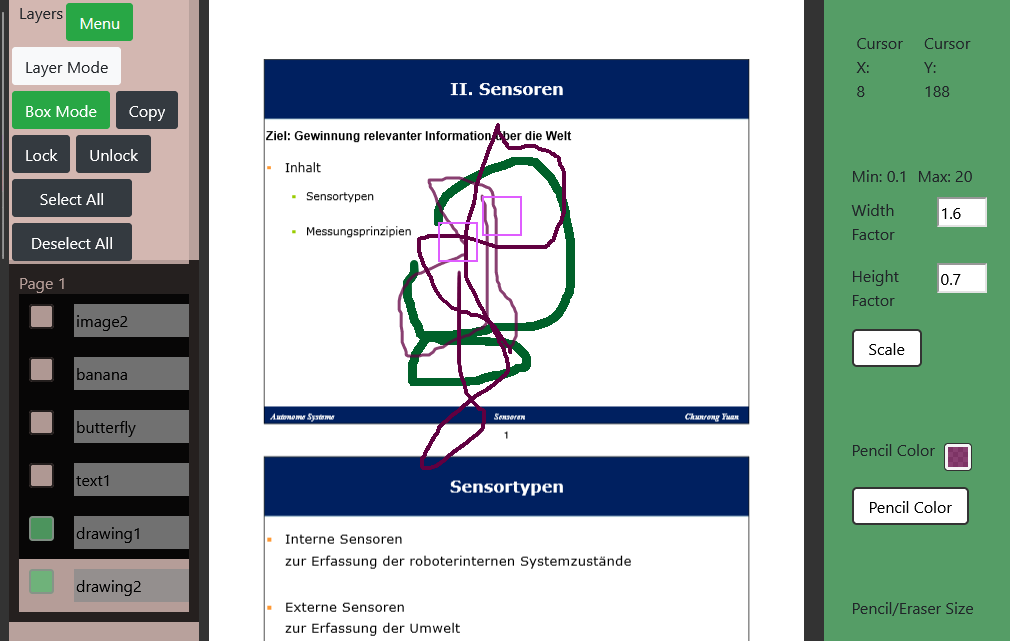 Layers Menu
Layer Mode
Box Mode Copy
Lock Unlock
Select All
Deselect All
Page 1
image2
banana
butterfly
text1
drawing1
drawing2
II. Sensoren
Ziel: Gewinnung relevanter Information über die Welt
Inhalt
Sensortypen
Messungsprinzipien
Autonome Systeme Sensoren Chunrong Yuan
1
Sensortypen
Interne Sensoren
zur Erfassung der roboterinternen Systemzustände
Externe Sensoren
zur Erfassung der Umwelt
Cursor Cursor
X: Y:
8 188
Min: 0.1 Max: 20
Width
Factor
1.6
Height
Factor
0.7
Scale
Pencil Color
Pencil Color
Pencil/Eraser Size